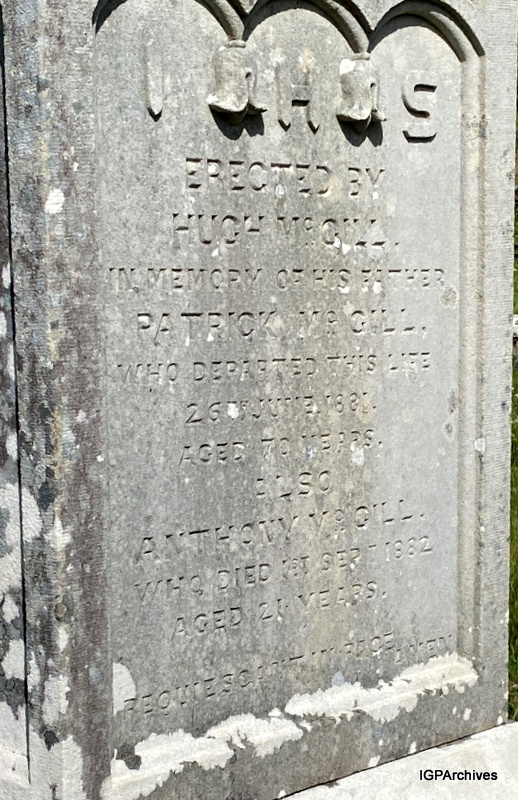 I H S
ERECTED BY
HUGH McGILL.
IN MEMORY OF HIS FATHER
PATRICK McGILL,
WHO DEPARTED THIS LIFE
26TH JUNE, 1881.
AGED 70 YEARS.
ALSO
ANTHONY McGILL.
WHO DIED 1ST SEPT 1882
AGED 21 YEARS.
REQUIESCANT IN PACE. AMEN
IGPArchives